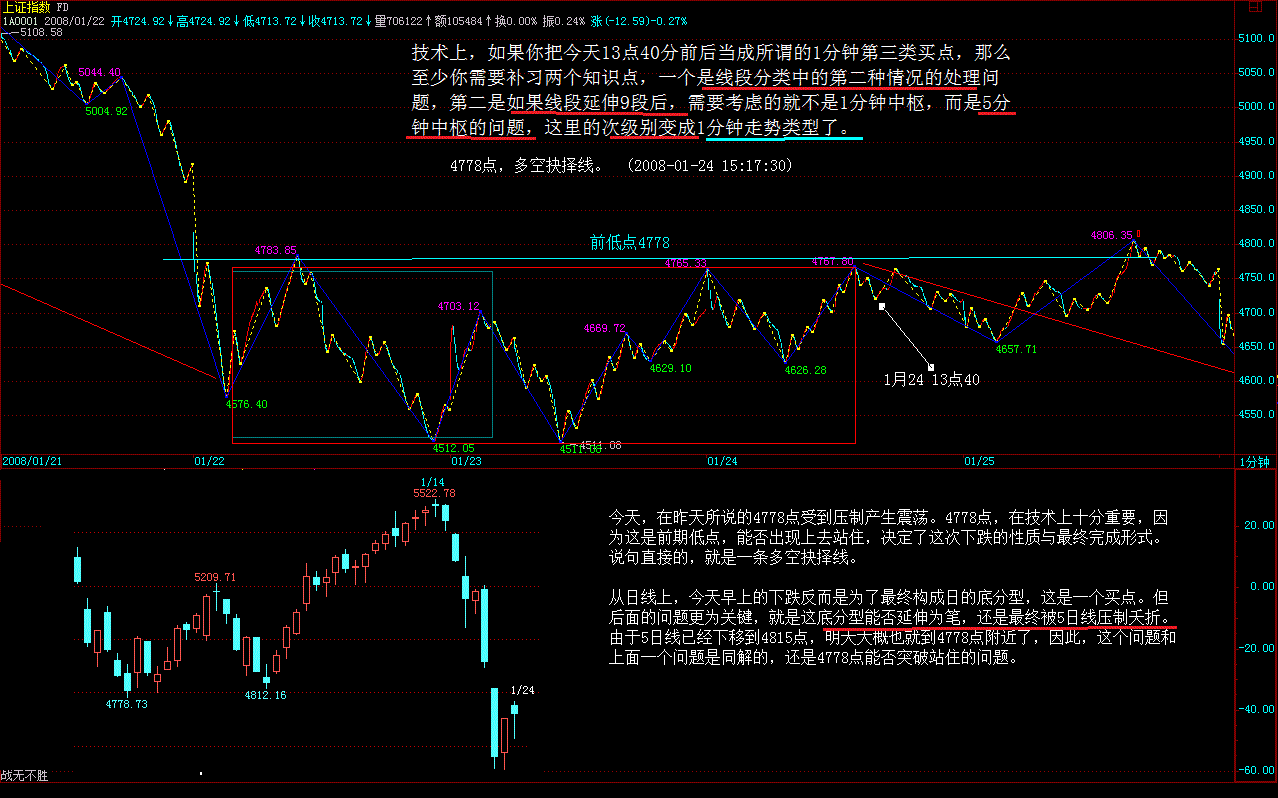 上证指数 FD
1A0001 2008/01/22 开4724.92↓高4724.92↓低4713.72↓收4713.72↓量706122↑额105484↑换0.00% 振0.24% 涨(-12.59)-0.27%
5108.58
技术上，如果你把今天13点40分前后当成所谓的1分钟第三类买点，那么
至少你需要补习两个知识点，一个是线段分类中的第二种情况的处理问
题，第二是如果线段延伸9段后，需要考虑的就不是1分钟中枢，而是5分
钟中枢的问题，这里的次级别变成1分钟走势类型了。
4778点，多空抉择线。 （2008-01-24 15:17:30）
5044.40
5004.92
前低点4778
4783.85
4765.33
4767.80
4808.35
4703.12
4669.72
4629.10
4626.28
4657.71
1月24 13点40
4576.40
4512.05
4511.08
5100.0
5050.0
5000.0
4950.0
4900.0
4850.0
4800.0
4750.0
4700.0
4650.0
4600.0
4550.0
2008/01/21
01/22
01/23
01/24
01/25
1分钟
1/14
5522.78
5209.71
4778.73
4812.16
1/24
今天，在昨天所说的4778点受到压制产生震荡。4778点，在技术上十分重要，因
为这是前期低点，能否出现上去站住，决定了这次下跌的性质与最终完成形式。
说句直接的，就是一条多空抉择线。
从日线上，今天早上的下跌反而是为了最终构成日的底分型，这是一个买点。但
后面的问题更为关键，就是这底分型能否延伸为笔，还是最终被5日线压制夭折。
由于5日线已经下移到4815点，明天大概也就到4778点附近了，因此，这个问题和
上面一个问题是同解的，还是4778点能否突破站住的问题。
20.00
0.00
-20.00
-40.00
-60.00
战无不胜